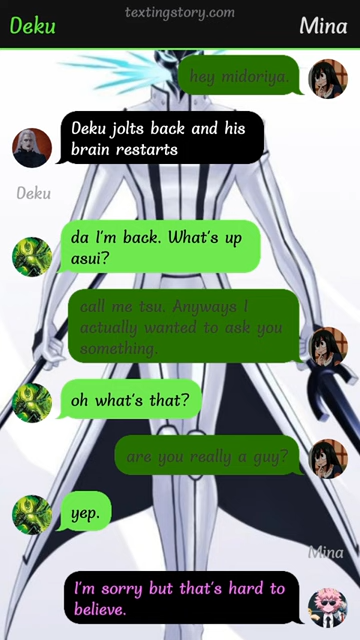 textingstory.com
Deku
Mina
hey midoriya.
Deku jolts back and his
brain restarts
Deku
da I'm back. What's up
asui?
call me tsu. Anyways I
actually wanted to ask you
something.
oh what's that?
are you really a guy?
yep.
Mina
I'm sorry but that's hard to
believe.